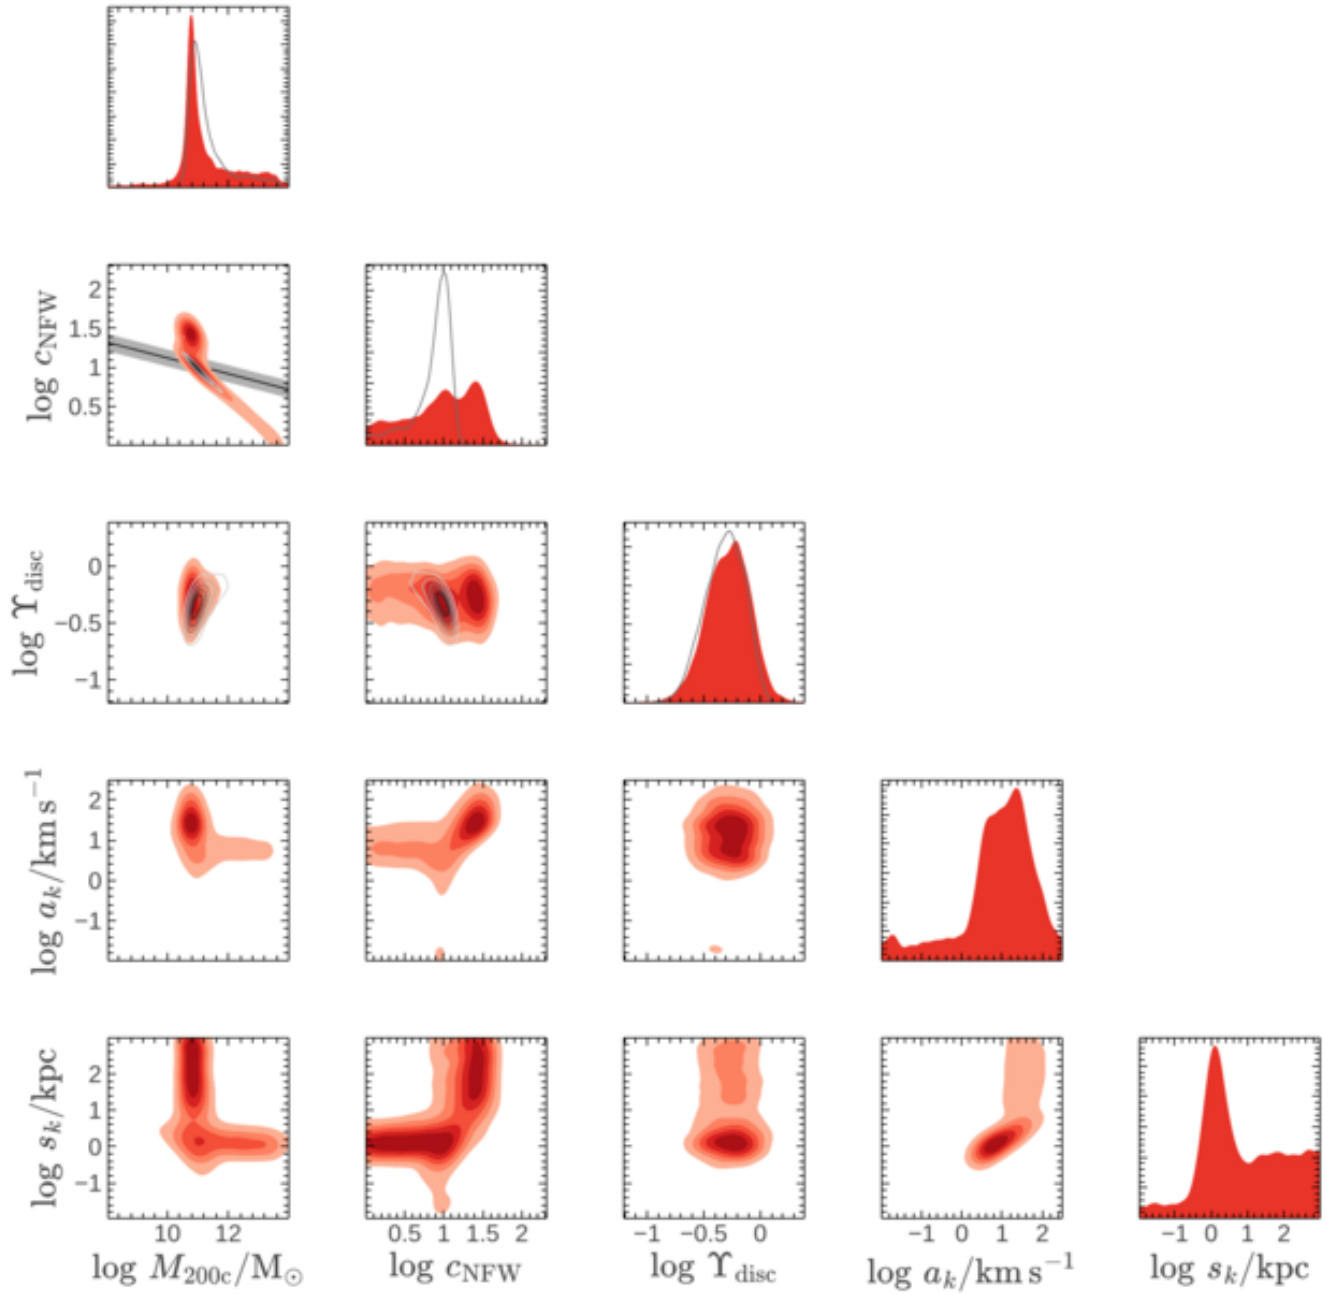 log c_NFW
2
1.5
1
0.5
log ϒ_disc
0
−0.5
−1
log a_k/km s⁻¹
2
1
0
−1
log s_k/kpc
2
1
0
−1
10 12
0.5 1 1.5 2
−1 −0.5 0
−1 0 1 2
−1 0 1 2
log M_200c/M_⊙
log c_NFW
log ϒ_disc
log a_k/km s⁻¹
log s_k/kpc